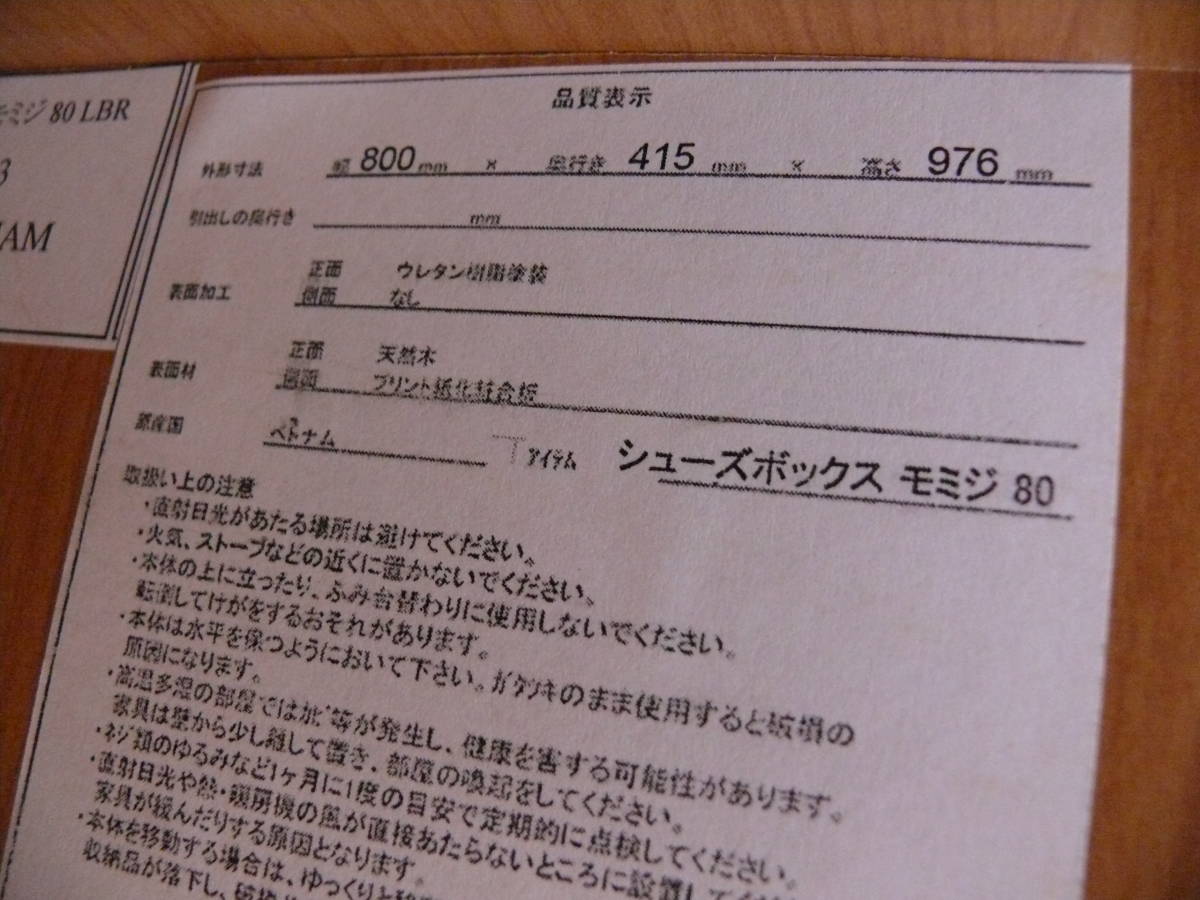 モミジ 80 LBR
3
NAM
品質表示
外形寸法 幅 800 mm × 奥行き 415 mm × 高さ 976 mm
引出しの奥行き mm
表面加工 正面 ウレタン樹脂塗装
側面 なし
表面材 正面 天然木
側面 プリント紙化粧合板
原産国 ベトナム アイテム シューズボックス モミジ 80
取扱い上の注意
・直射日光があたる場所は避けてください。
・火気、ストーブなどの近くに置かないでください。
・本体の上に立ったり、ふみ台替わりに使用しないでください。
転倒してけがをするおそれがあります。
・本体は水平を保つようにおいて下さい。ガタツキのまま使用すると破損の
原因になります。
・高温多湿の部屋ではカビ等が発生し、健康を害する可能性があります。
家具は壁から少し離して置き、部屋の喚起をしてください。
・ネジ類のゆるみなど1ヶ月に1度の目安で定期的に点検してください。
・直射日光や熱・暖房機の風が直接あたらないところに設置してくだ
家具が緩んだりする原因となります。
・本体を移動する場合は、ゆっくりと
収納品が落下し、破損